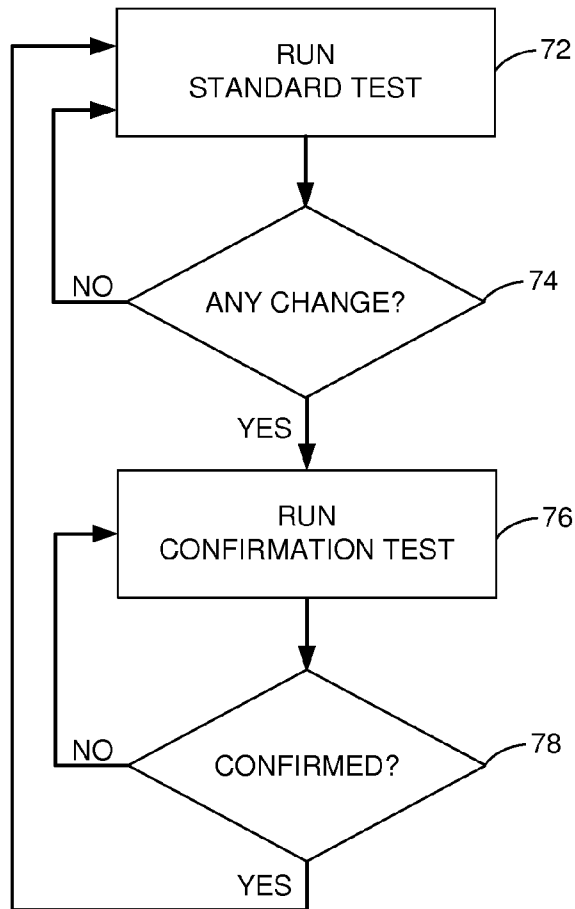 RUN
STANDARD TEST
72
ANY CHANGE?
74
NO
YES
RUN
CONFIRMATION TEST
76
CONFIRMED?
78
NO
YES